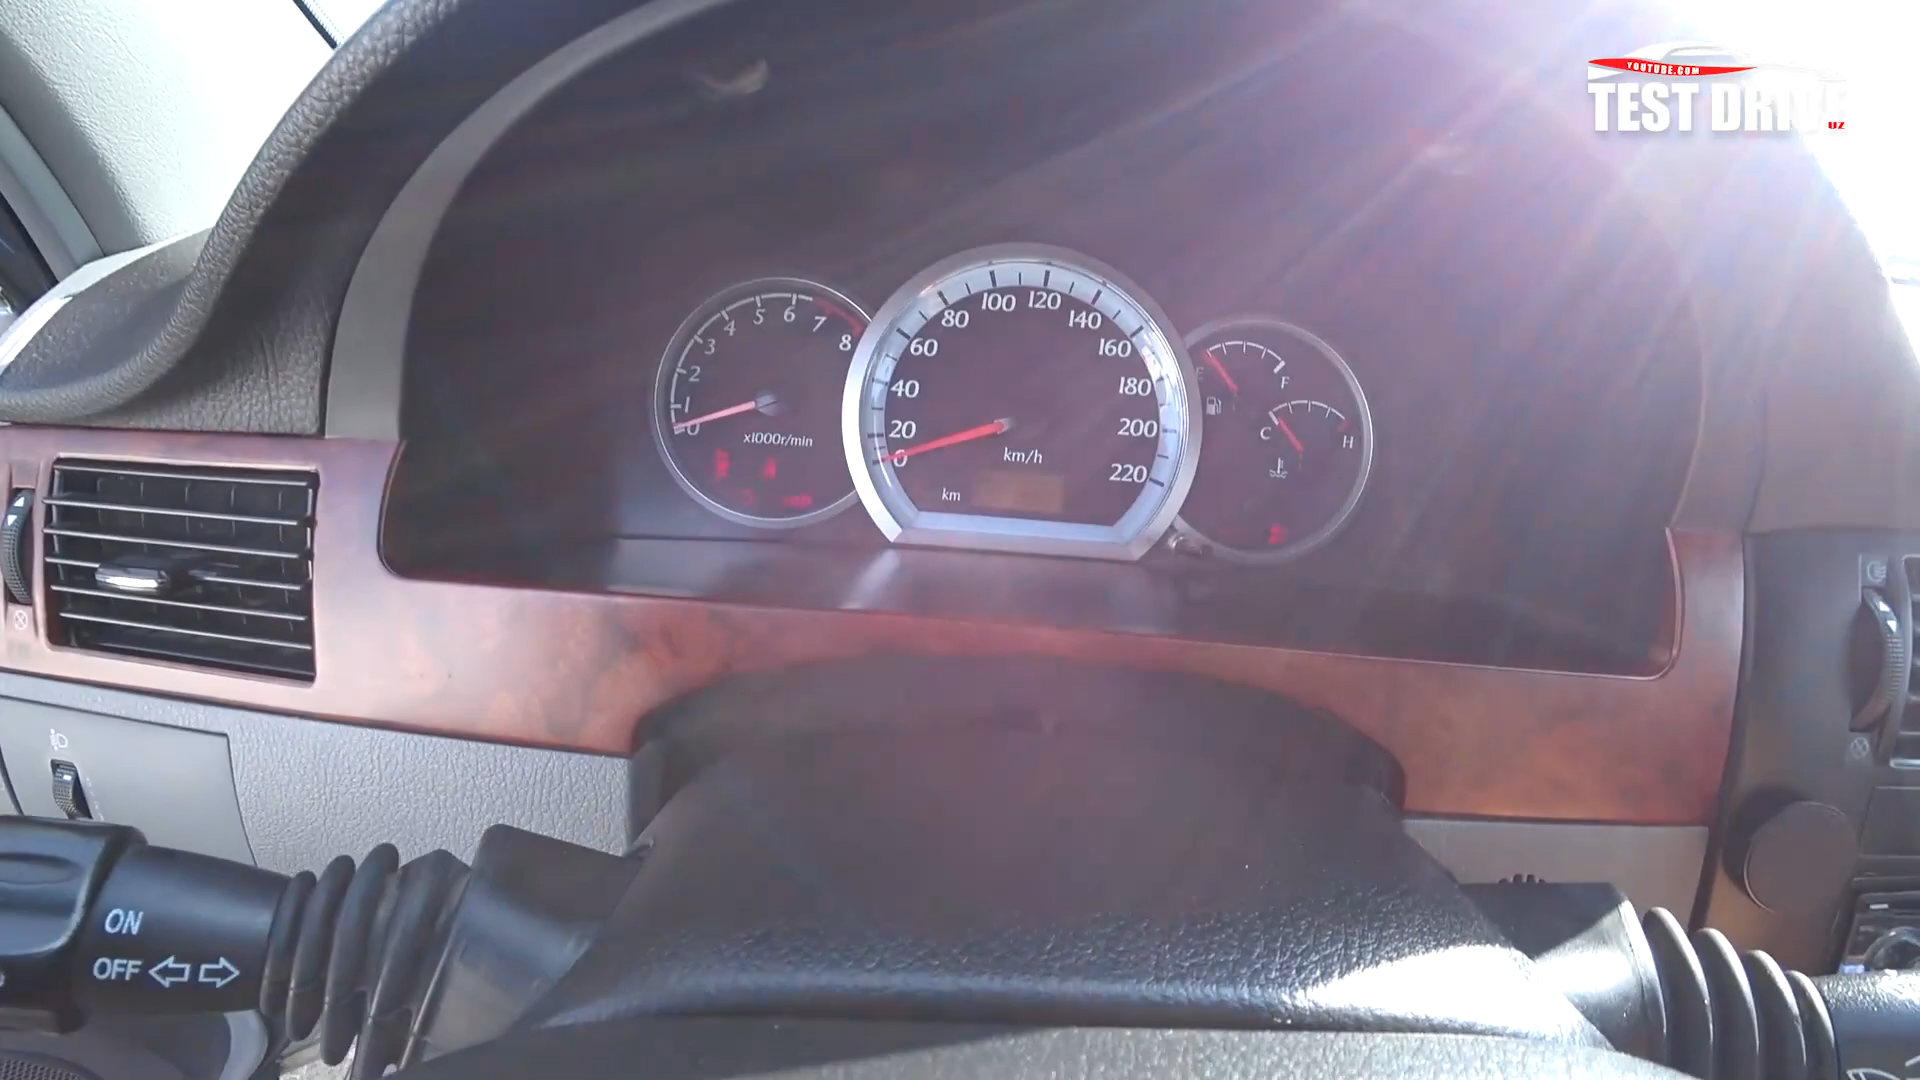 YOUTUBE.COM
TEST DRIVE
UZ
0 1 2 3 4 5 6 7 8
x1000r/min
0 20 40 60 80 100 120 140 160 180 200 220
km/h
km
E F
C H
ON
OFF